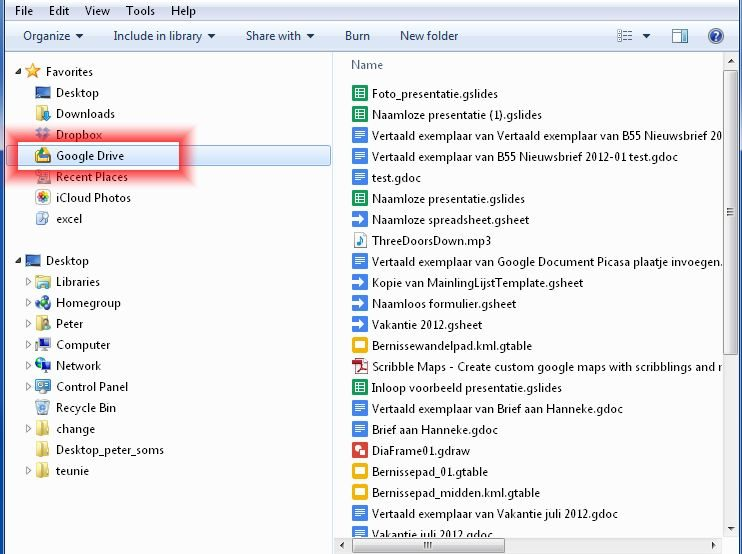 File Edit View Tools Help
Organize Include in library Share with Burn New folder
Favorites
Desktop
Downloads
Dropbox
Google Drive
Recent Places
iCloud Photos
excel
Desktop
Libraries
Homegroup
Peter
Computer
Network
Control Panel
Recycle Bin
change
Desktop_peter_soms
teunie
Name
Foto_presentatie.gslides
Naamloze presentatie (1).gslides
Vertaald exemplaar van Vertaald exemplaar van B55 Nieuwsbrief 20
Vertaald exemplaar van B55 Nieuwsbrief 2012-01 test.gdoc
test.gdoc
Naamloze presentatie.gslides
Naamloze spreadsheet.gsheet
ThreeDoorsDown.mp3
Vertaald exemplaar van Google Document Picasa plaatje invoegen.
Kopie van MainlingLijstTemplate.gsheet
Naamloos formulier.gsheet
Vakantie 2012.gsheet
Bernissewandelpad.kml.gtable
Scribble Maps - Create custom google maps with scribblings and r
Inloop voorbeeld presentatie.gslides
Vertaald exemplaar van Brief aan Hanneke.gdoc
Brief aan Hanneke.gdoc
DiaFrame01.gdraw
Bernissepad_01.gtable
Bernissepad_midden.kml.gtable
Vertaald exemplaar van Vakantie juli 2012.gdoc
Vakantie juli 2012.gdoc